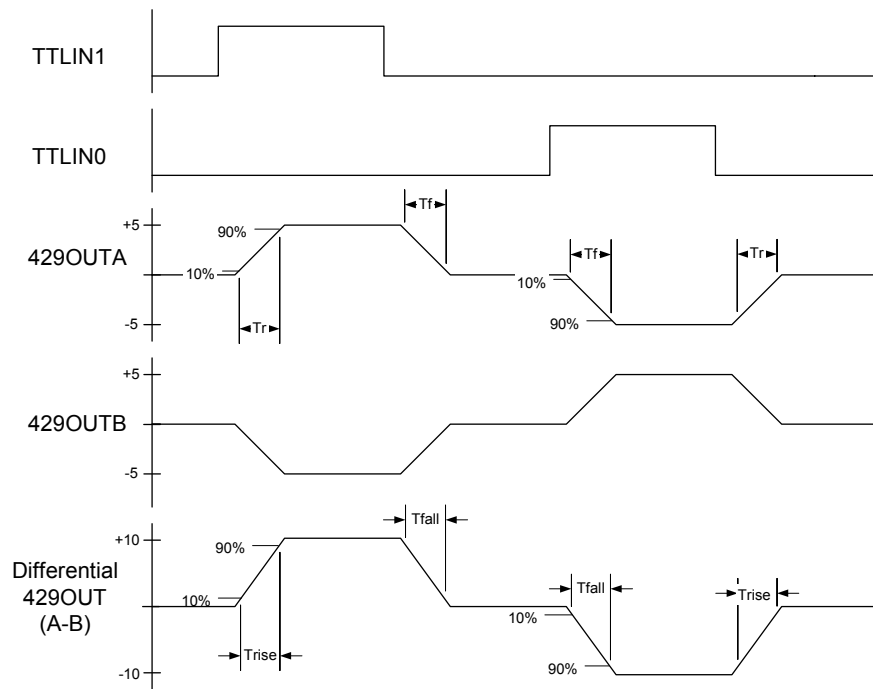 TTLIN1
TTLIN0
+5
Tf
90%
429OUTA
10%
Tf
Tr
10%
-5
Tr
90%
+5
429OUTB
-5
+10
Tfall
90%
Differential
429OUT
(A-B)
10%
Tfall
Trise
10%
Trise
90%
-10